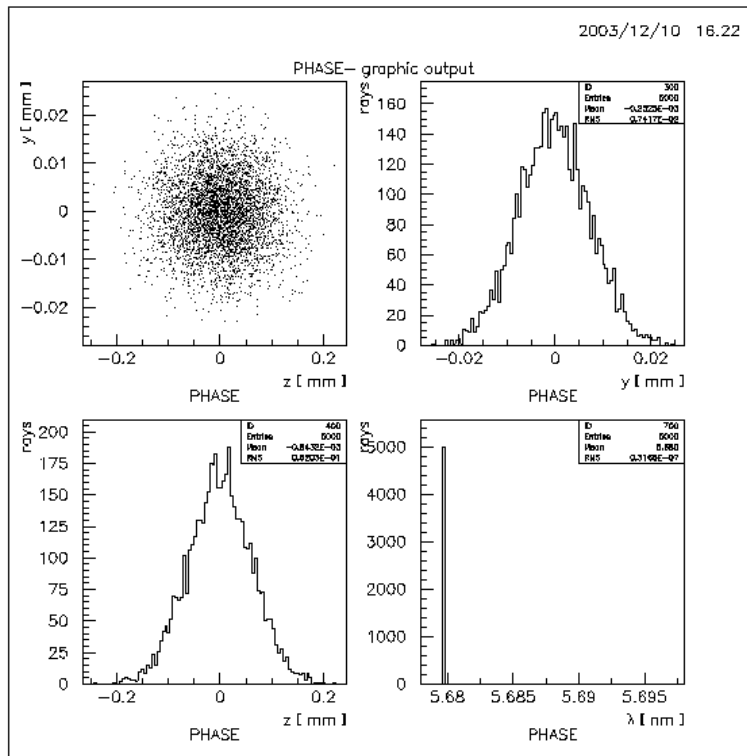 2003/12/10 16.22
PHASE– graphic output
y [ mm ]
0.02
0.01
0
−0.01
−0.02
−0.2 0 0.2
z [ mm ]
PHASE
rays
160
140
120
100
80
60
40
20
0
ID 300
Entries 5000
Mean
RMS
−0.02 0 0.02
y [ mm ]
PHASE
rays
200
175
150
125
100
75
50
25
0
ID 400
Entries 5000
Mean
RMS
−0.2 0 0.2
z [ mm ]
PHASE
rays
5000
4000
3000
2000
1000
0
ID 700
Entries 5000
Mean 5.680
RMS
5.68 5.685 5.69 5.695
λ [ nm ]
PHASE